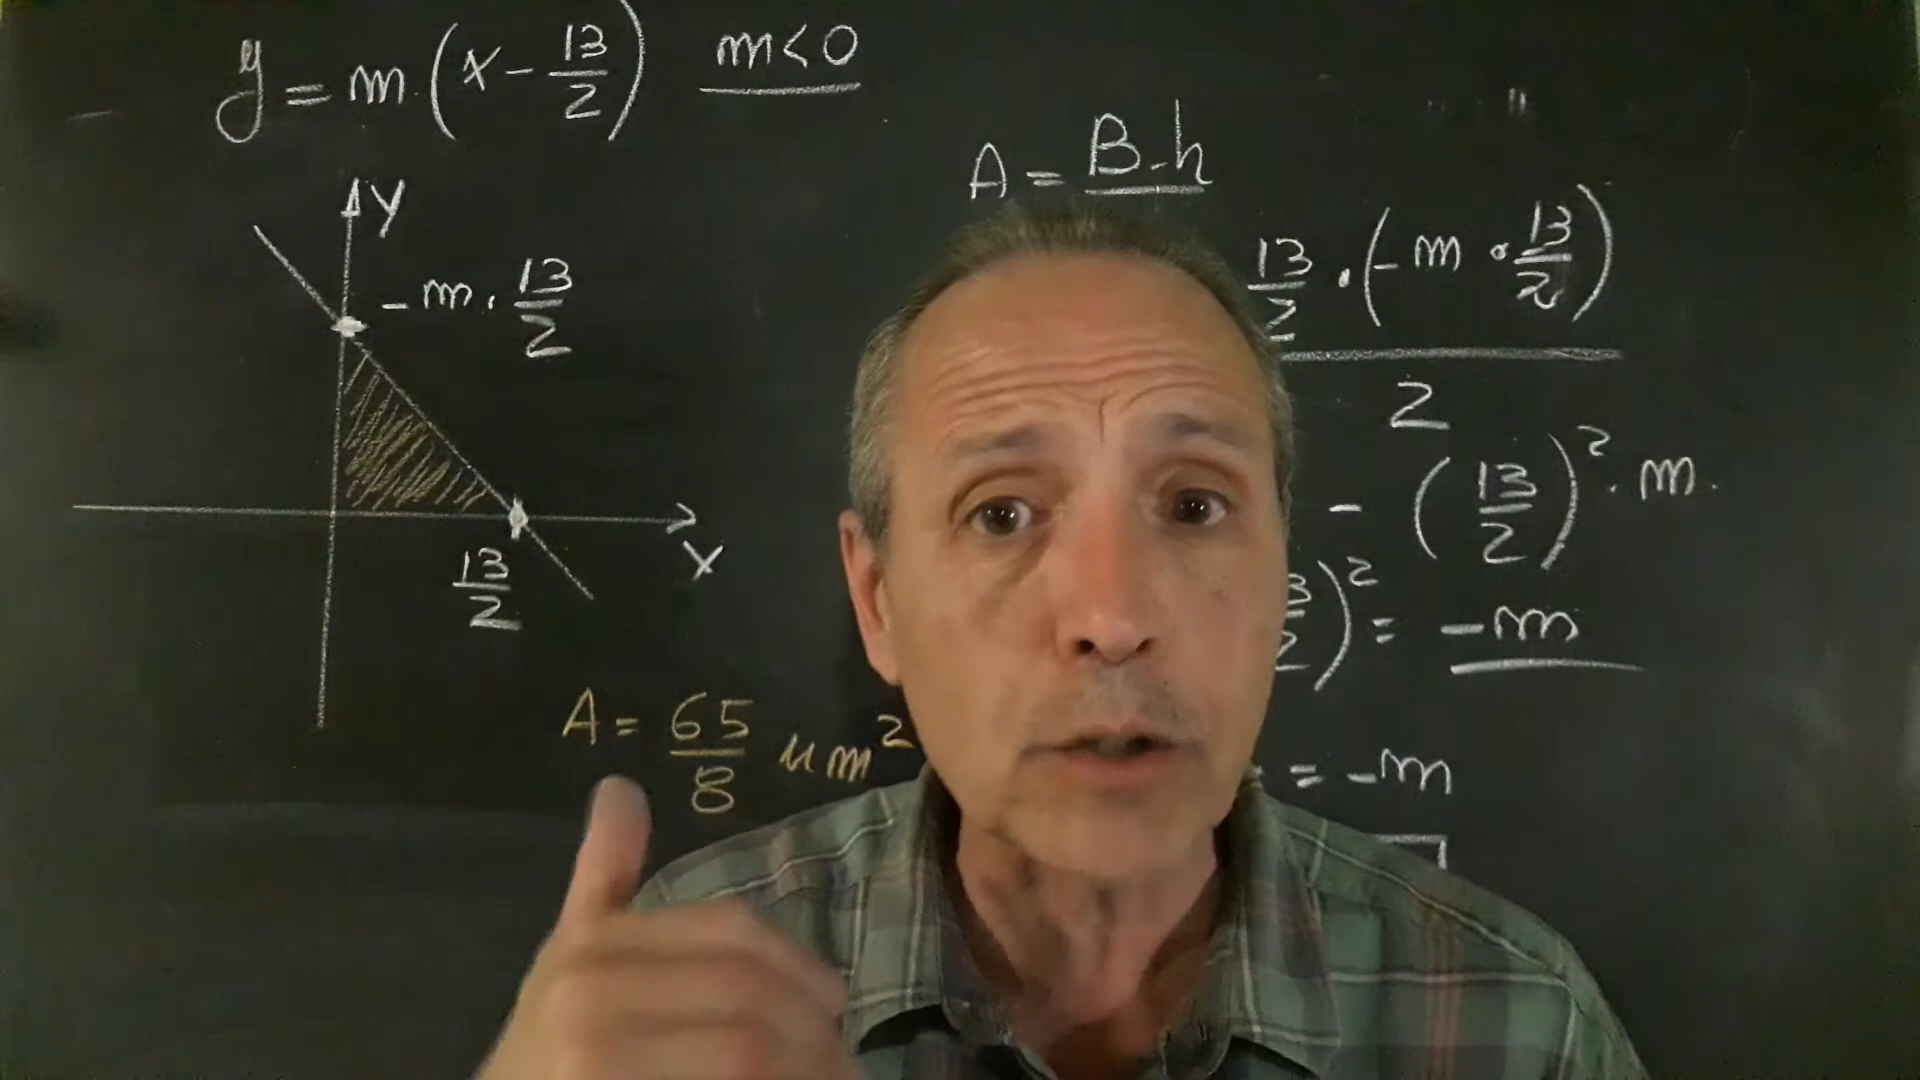 y = m (x - 13/2) m<0
A = B.h
y
-m. 13/2
13/2 . (-m . 13/2)
2
- (13/2)² . m.
x
13/2
)² = -m
A = 65/8 um²
= -m